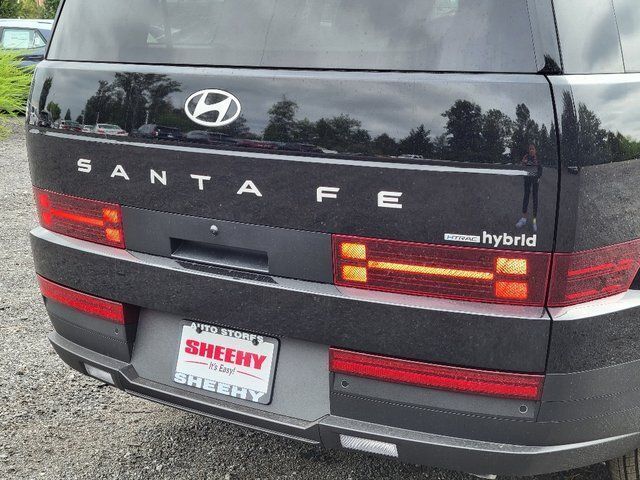 SANTA FE
HTRAC hybrid
AUTO STORES
SHEEHY
It's Easy!
SHEEHY